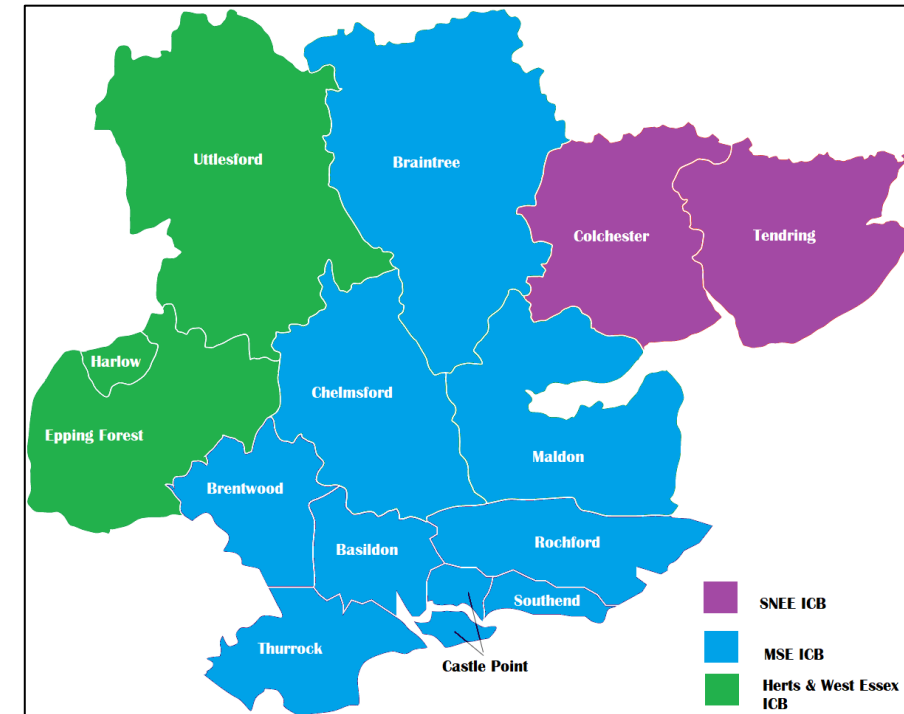 Uttlesford
Braintree
Colchester
Tendring
Harlow
Chelmsford
Epping Forest
Maldon
Brentwood
Basildon
Rochford
Southend
Thurrock
Castle Point
SNEE ICB
MSE ICB
Herts & West Essex
ICB